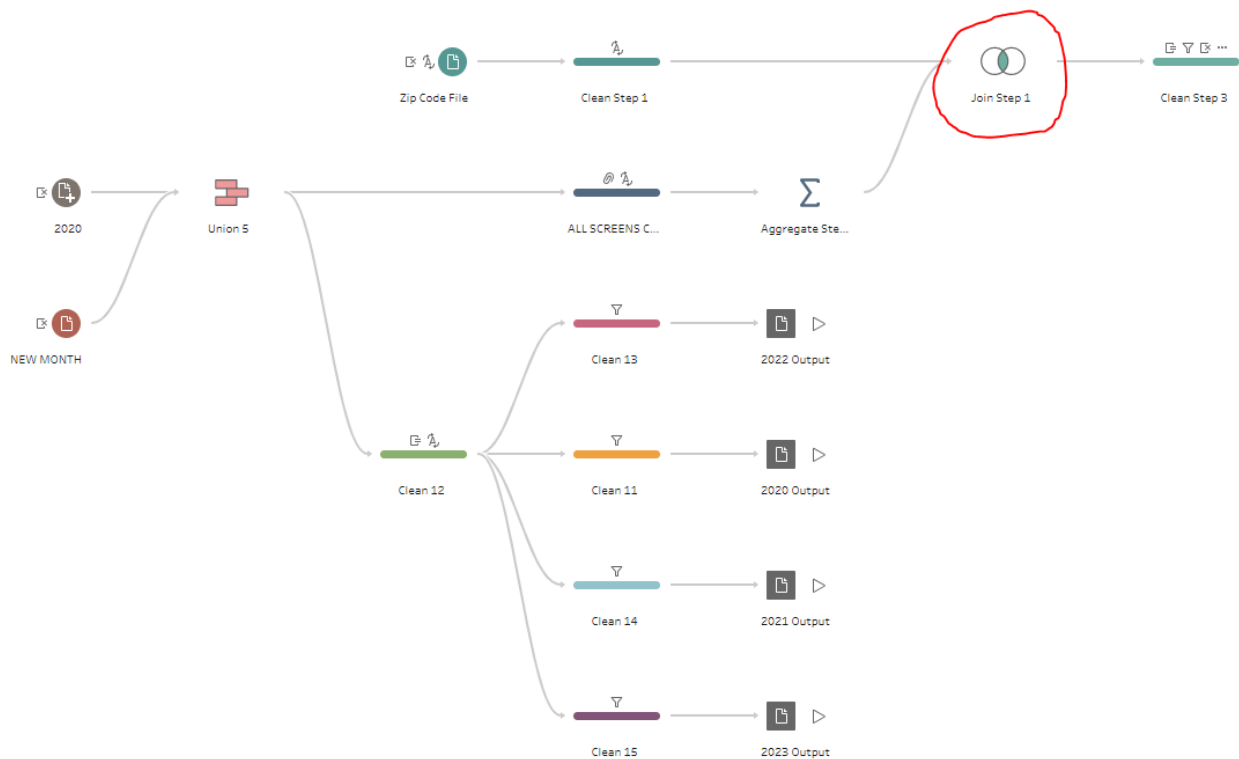 Zip Code File
Clean Step 1
Join Step 1
Clean Step 3
2020
Union 5
ALL SCREENS C...
Aggregate Ste...
NEW MONTH
Clean 13
2022 Output
Clean 12
Clean 11
2020 Output
Clean 14
2021 Output
Clean 15
2023 Output